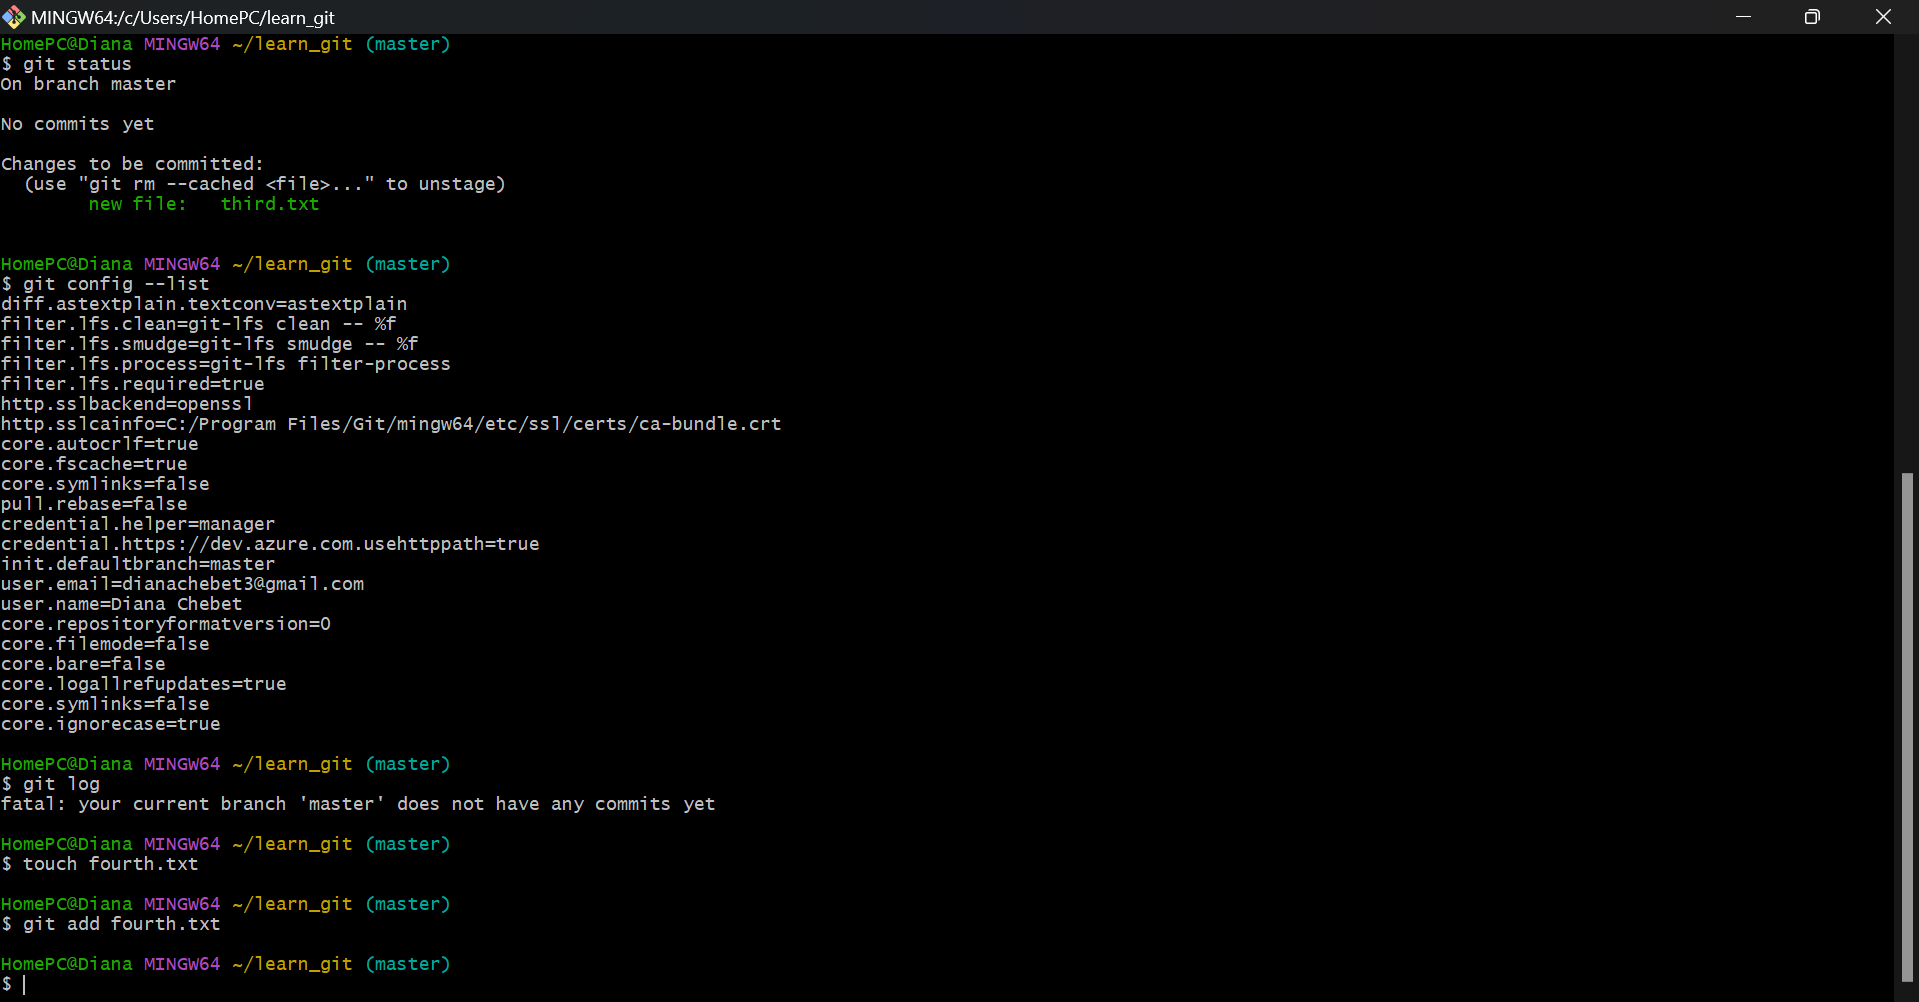 MINGW64:/c/Users/HomePC/learn_git
HomePC@Diana MINGW64 ~/learn_git (master)
$ git status
On branch master
No commits yet
Changes to be committed:
  (use "git rm --cached <file>..." to unstage)
        new file:   third.txt
HomePC@Diana MINGW64 ~/learn_git (master)
$ git config --list
diff.astextplain.textconv=astextplain
filter.lfs.clean=git-lfs clean -- %f
filter.lfs.smudge=git-lfs smudge -- %f
filter.lfs.process=git-lfs filter-process
filter.lfs.required=true
http.sslbackend=openssl
http.sslcainfo=C:/Program Files/Git/mingw64/etc/ssl/certs/ca-bundle.crt
core.autocrlf=true
core.fscache=true
core.symlinks=false
pull.rebase=false
credential.helper=manager
credential.https://dev.azure.com.usehttppath=true
init.defaultbranch=master
user.email=dianachebet3@gmail.com
user.name=Diana Chebet
core.repositoryformatversion=0
core.filemode=false
core.bare=false
core.logallrefupdates=true
core.symlinks=false
core.ignorecase=true
HomePC@Diana MINGW64 ~/learn_git (master)
$ git log
fatal: your current branch 'master' does not have any commits yet
HomePC@Diana MINGW64 ~/learn_git (master)
$ touch fourth.txt
HomePC@Diana MINGW64 ~/learn_git (master)
$ git add fourth.txt
HomePC@Diana MINGW64 ~/learn_git (master)
$